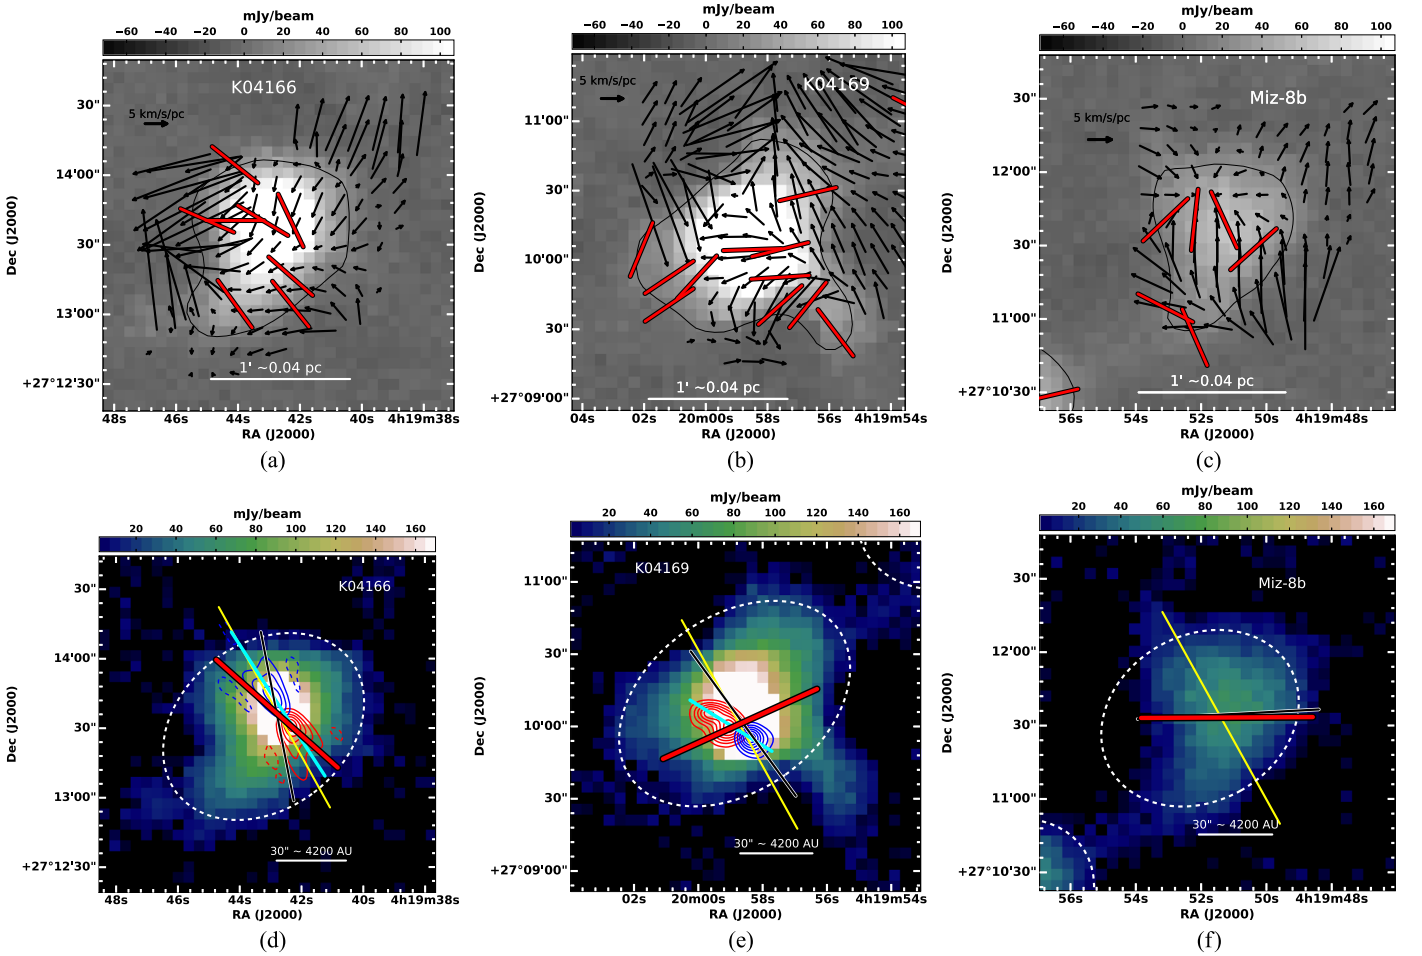 mJy/beam
−60 −40 −20 0 20 40 60 80 100
K04166
5 km/s/pc
1' ~0.04 pc
30"
14'00"
30"
13'00"
+27°12'30"
Dec (J2000)
48s 46s 44s 42s 40s 4h19m38s
RA (J2000)
(a)
mJy/beam
−60 −40 −20 0 20 40 60 80 100
K04169
5 km/s/pc
1' ~0.04 pc
11'00"
30"
10'00"
30"
+27°09'00"
Dec (J2000)
04s 02s 20m00s 58s 56s 4h19m54s
RA (J2000)
(b)
mJy/beam
−60 −40 −20 0 20 40 60 80 100
Miz-8b
5 km/s/pc
1' ~0.04 pc
30"
12'00"
30"
11'00"
+27°10'30"
Dec (J2000)
56s 54s 52s 50s 4h19m48s
RA (J2000)
(c)
mJy/beam
20 40 60 80 100 120 140 160
K04166
30" ~ 4200 AU
30"
14'00"
30"
13'00"
+27°12'30"
Dec (J2000)
48s 46s 44s 42s 40s 4h19m38s
RA (J2000)
(d)
mJy/beam
20 40 60 80 100 120 140 160
K04169
30" ~ 4200 AU
11'00"
30"
10'00"
30"
+27°09'00"
Dec (J2000)
02s 20m00s 58s 56s 4h19m54s
RA (J2000)
(e)
mJy/beam
20 40 60 80 100 120 140 160
Miz-8b
30" ~ 4200 AU
30"
12'00"
30"
11'00"
+27°10'30"
Dec (J2000)
56s 54s 52s 50s 4h19m48s
RA (J2000)
(f)